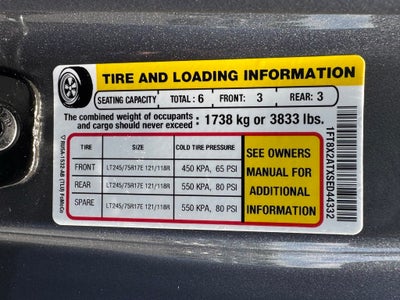 TIRE AND LOADING INFORMATION
SEATING CAPACITY TOTAL: 6 FRONT: 3 REAR: 3
The combined weight of occupants
and cargo should never exceed : 1738 kg or 3833 lbs.
TIRE SIZE COLD TIRE PRESSURE
FRONT LT245/75R17E 121/118R 450 KPA, 65 PSI
REAR LT245/75R17E 121/118R 550 KPA, 80 PSI
SPARE LT245/75R17E 121/118R 550 KPA, 80 PSI
SEE OWNERS
MANUAL FOR
ADDITIONAL
INFORMATION
1FT8X2ATXSED44332